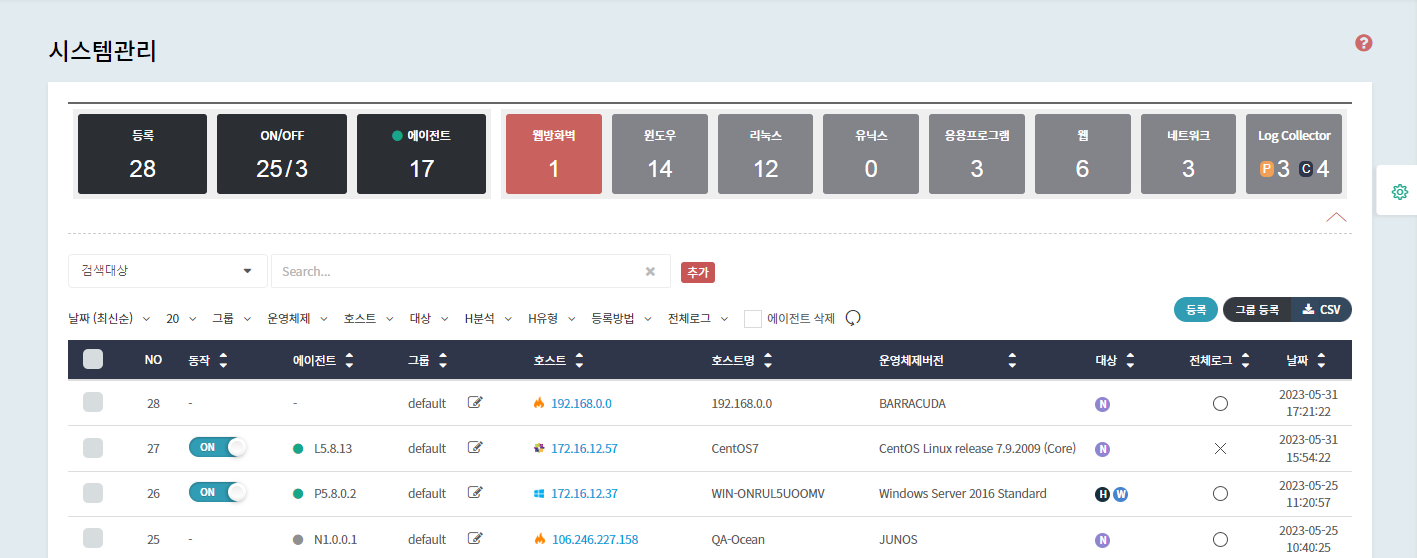 시스템관리
?
등록 ON/OFF 에이전트 웹방화벽 윈도우 리눅스 유닉스 응용프로그램 웹 네트워크 Log Collector
28 25/3 17 1 14 12 0 3 6 3 P 3 C 4
검색대상 Search... 추가
날짜 (최신순) 20 그룹 운영체제 호스트 대상 H분석 H유형 등록방법 전체로그 에이전트 삭제 등록 그룹 등록 CSV
NO 동작 에이전트 그룹 호스트 호스트명 운영체제버전 대상 전체로그 날짜
28 - - default 192.168.0.0 192.168.0.0 BARRACUDA N 2023-05-31
17:21:22
27 ON L5.8.13 default 172.16.12.57 CentOS7 CentOS Linux release 7.9.2009 (Core) N 2023-05-31
15:54:22
26 ON P5.8.0.2 default 172.16.12.37 WIN-ONRUL5UOOMV Windows Server 2016 Standard H W 2023-05-25
11:20:57
25 - N1.0.0.1 default 106.246.227.158 QA-Ocean JUNOS N 2023-05-25
10:40:25